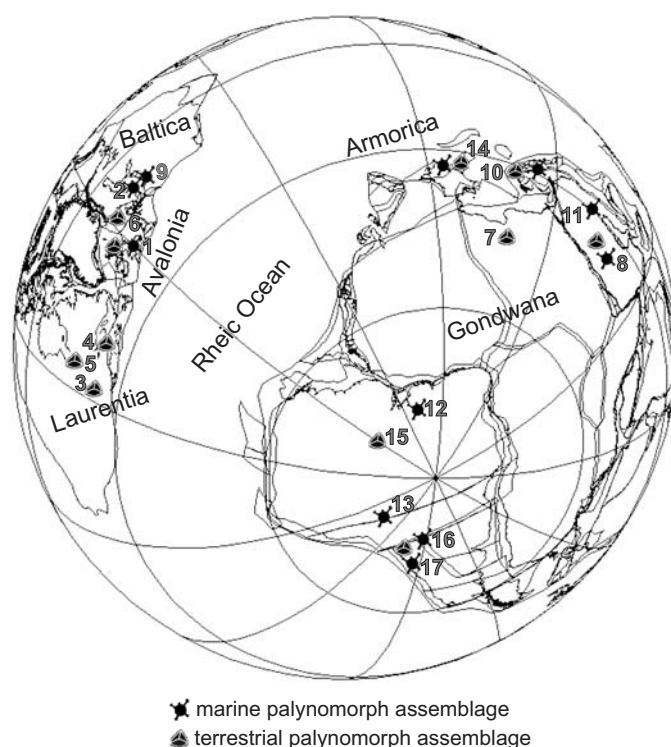 Baltica
Armorica
14
9
2
10
6
11
7
1
8
Avalonia
Rheic Ocean
Gondwana
4
5
3
Laurentia
12
15
13
16
17
marine palynomorph assemblage
terrestrial palynomorph assemblage